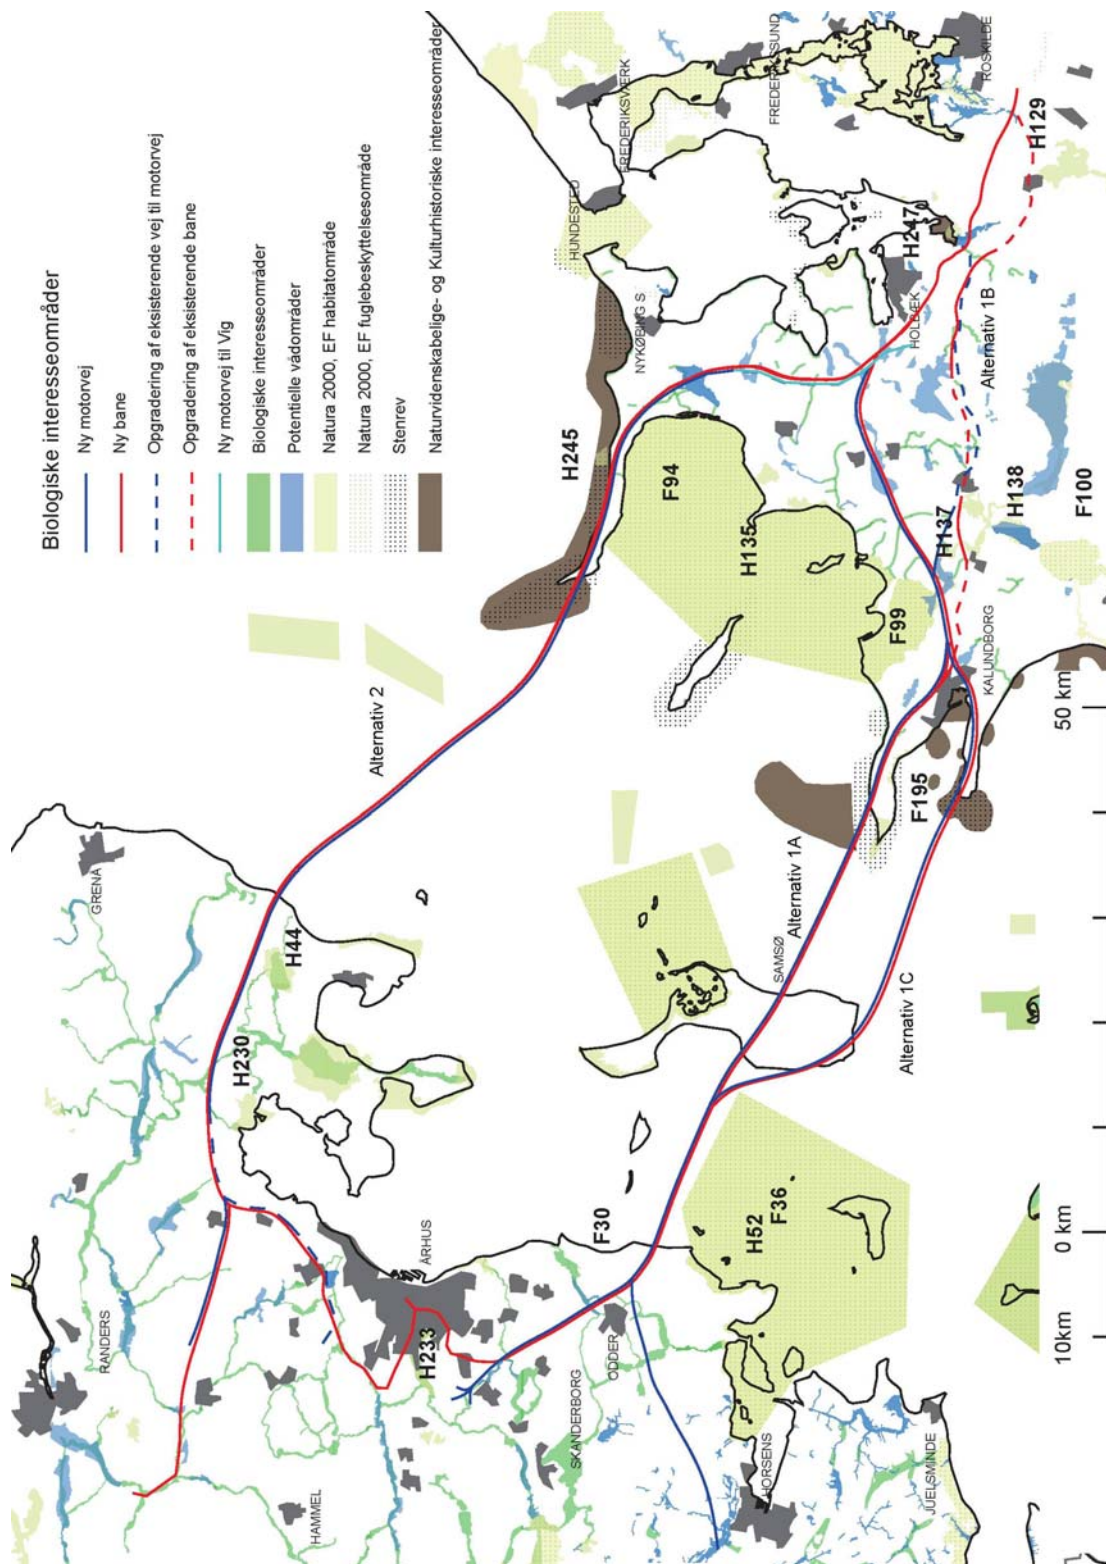 Biologiske interesseområder
Ny motorvej
Ny bane
Opgradering af eksisterende vej til motorvej
Opgradering af eksisterende bane
Ny motorvej til Vig
Biologiske interesseområder
Potentielle vådområder
Natura 2000, EF habitatområde
Natura 2000, EF fuglebeskyttelsesområde
Stenrev
Naturvidenskabelige- og Kulturhistoriske interesseområder
GRENA
RANDERS
HAMMEL
ÅRHUS
SKANDERBORG
ODDER
HORSENS
JUELSMINDE
SAMSØ
KALUNDBORG
HOLBÆK
NYKØBING S
HUNDESTED
FREDERIKSVÆRK
FREDERIKSSUND
ROSKILDE
Alternativ 2
Alternativ 1A
Alternativ 1C
Alternativ 1B
H230
H44
H233
F30
H52
F36
F195
H245
F94
H135
F99
H137
H138
F100
H247
H129
10km
0 km
50 km